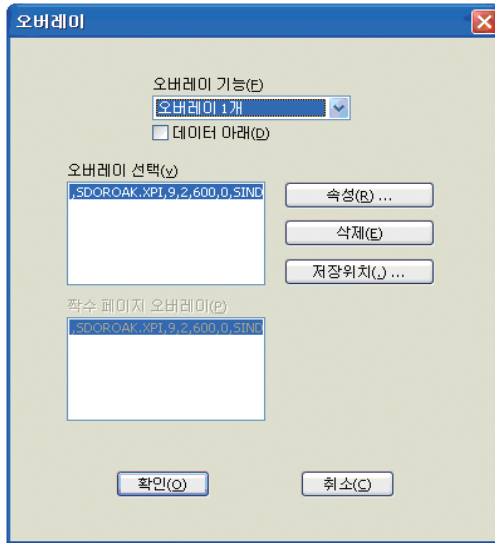 오버레이
오버레이 기능(F)
오버레이 1개
데이터 아래(D)
오버레이 선택(v)
,SDOROAK.XPI,9,2,600,0,SIND
속성(R) ...
삭제(E)
저장위치(,) ...
짝수 페이지 오버레이(P)
,SDOROAK.XPI,9,2,600,0,SIND
확인(O)
취소(C)